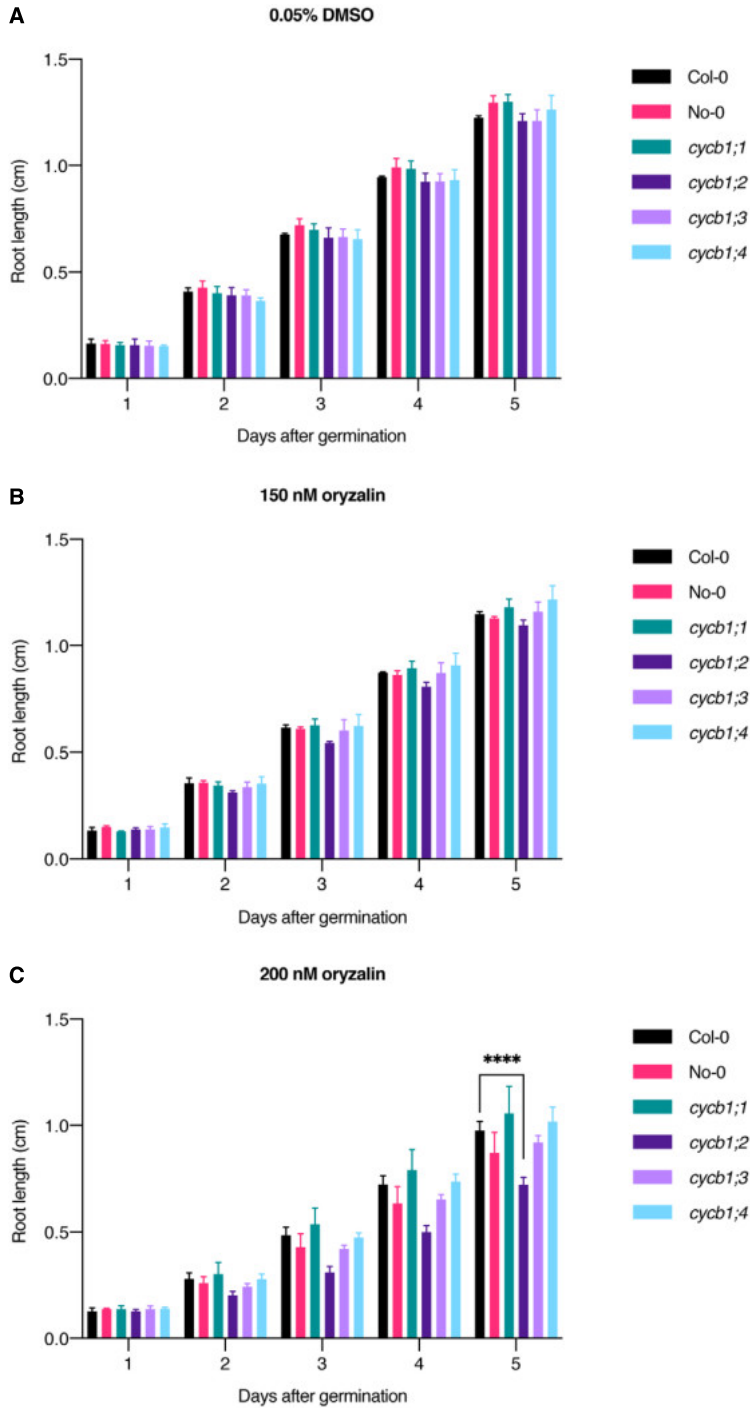 A
0.05% DMSO
1.5
1.0
0.5
0.0
Root length (cm)
1 2 3 4 5
Days after germination
Col-0
No-0
cycb1;1
cycb1;2
cycb1;3
cycb1;4
B
150 nM oryzalin
1.5
1.0
0.5
0.0
Root length (cm)
1 2 3 4 5
Days after germination
Col-0
No-0
cycb1;1
cycb1;2
cycb1;3
cycb1;4
C
200 nM oryzalin
1.5
1.0
0.5
0.0
Root length (cm)
****
1 2 3 4 5
Days after germination
Col-0
No-0
cycb1;1
cycb1;2
cycb1;3
cycb1;4